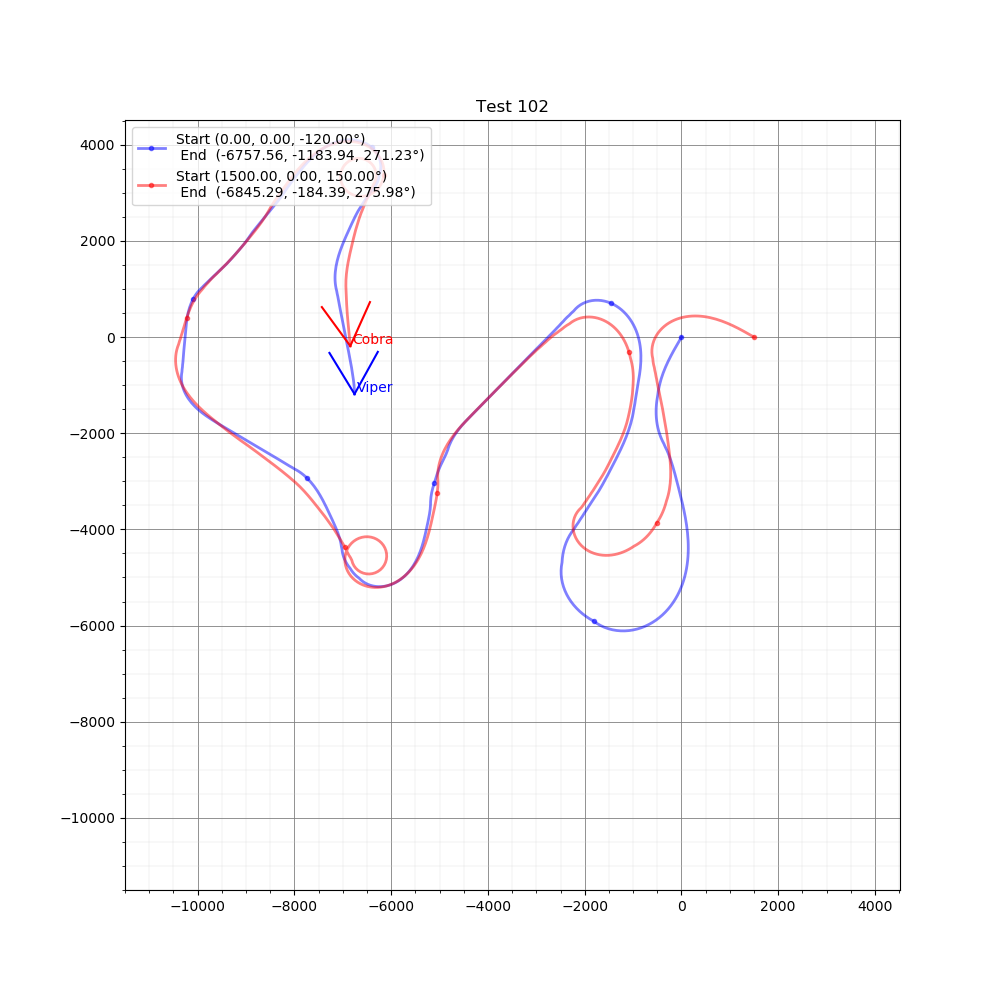 Test 102
Start (0.00, 0.00, -120.00°)
End (-6757.56, -1183.94, 271.23°)
Start (1500.00, 0.00, 150.00°)
End (-6845.29, -184.39, 275.98°)
4000
2000
0
−2000
−4000
−6000
−8000
−10000
Cobra
Viper
−10000
−8000
−6000
−4000
−2000
0
2000
4000